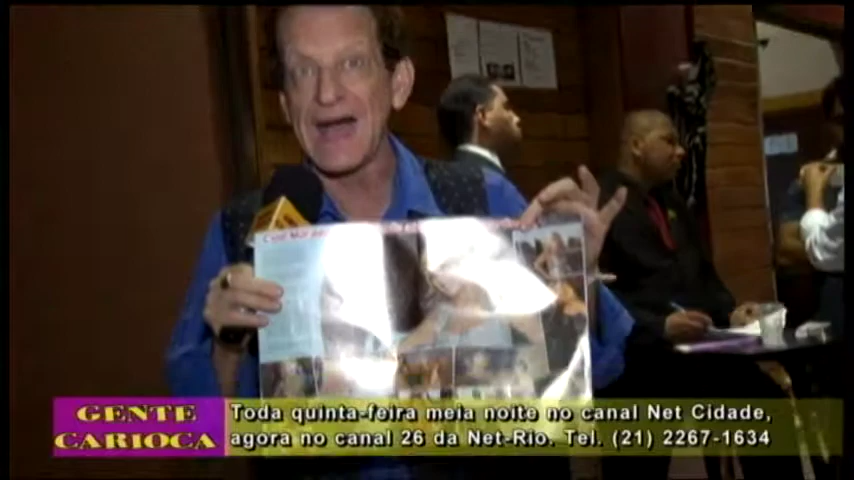 GENTE
CARIOCA
Toda quinta-feira meia noite no canal Net Cidade,
agora no canal 26 da Net-Rio. Tel. (21) 2267-1634